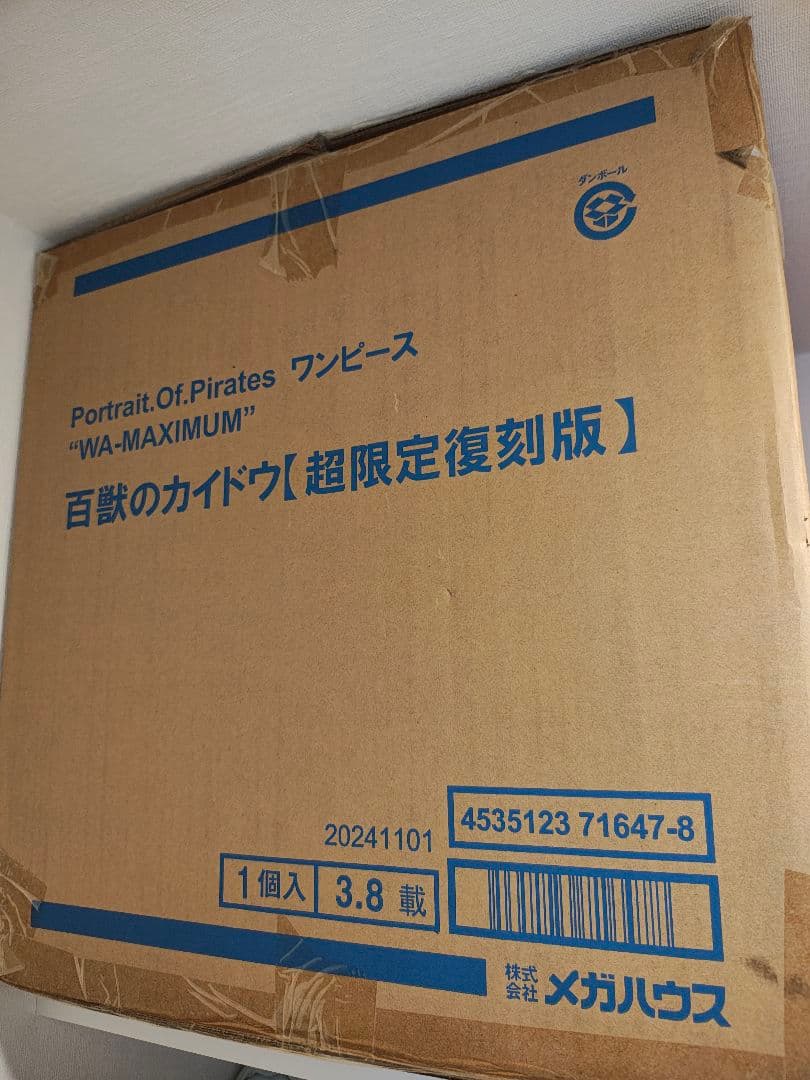 ダンボール
Portrait.Of.Pirates ワンピース
“WA-MAXIMUM”
百獣のカイドウ【超限定復刻版】
4535123 71647-8
20241101
1個入 3.8 載
株式会社 メガハウス